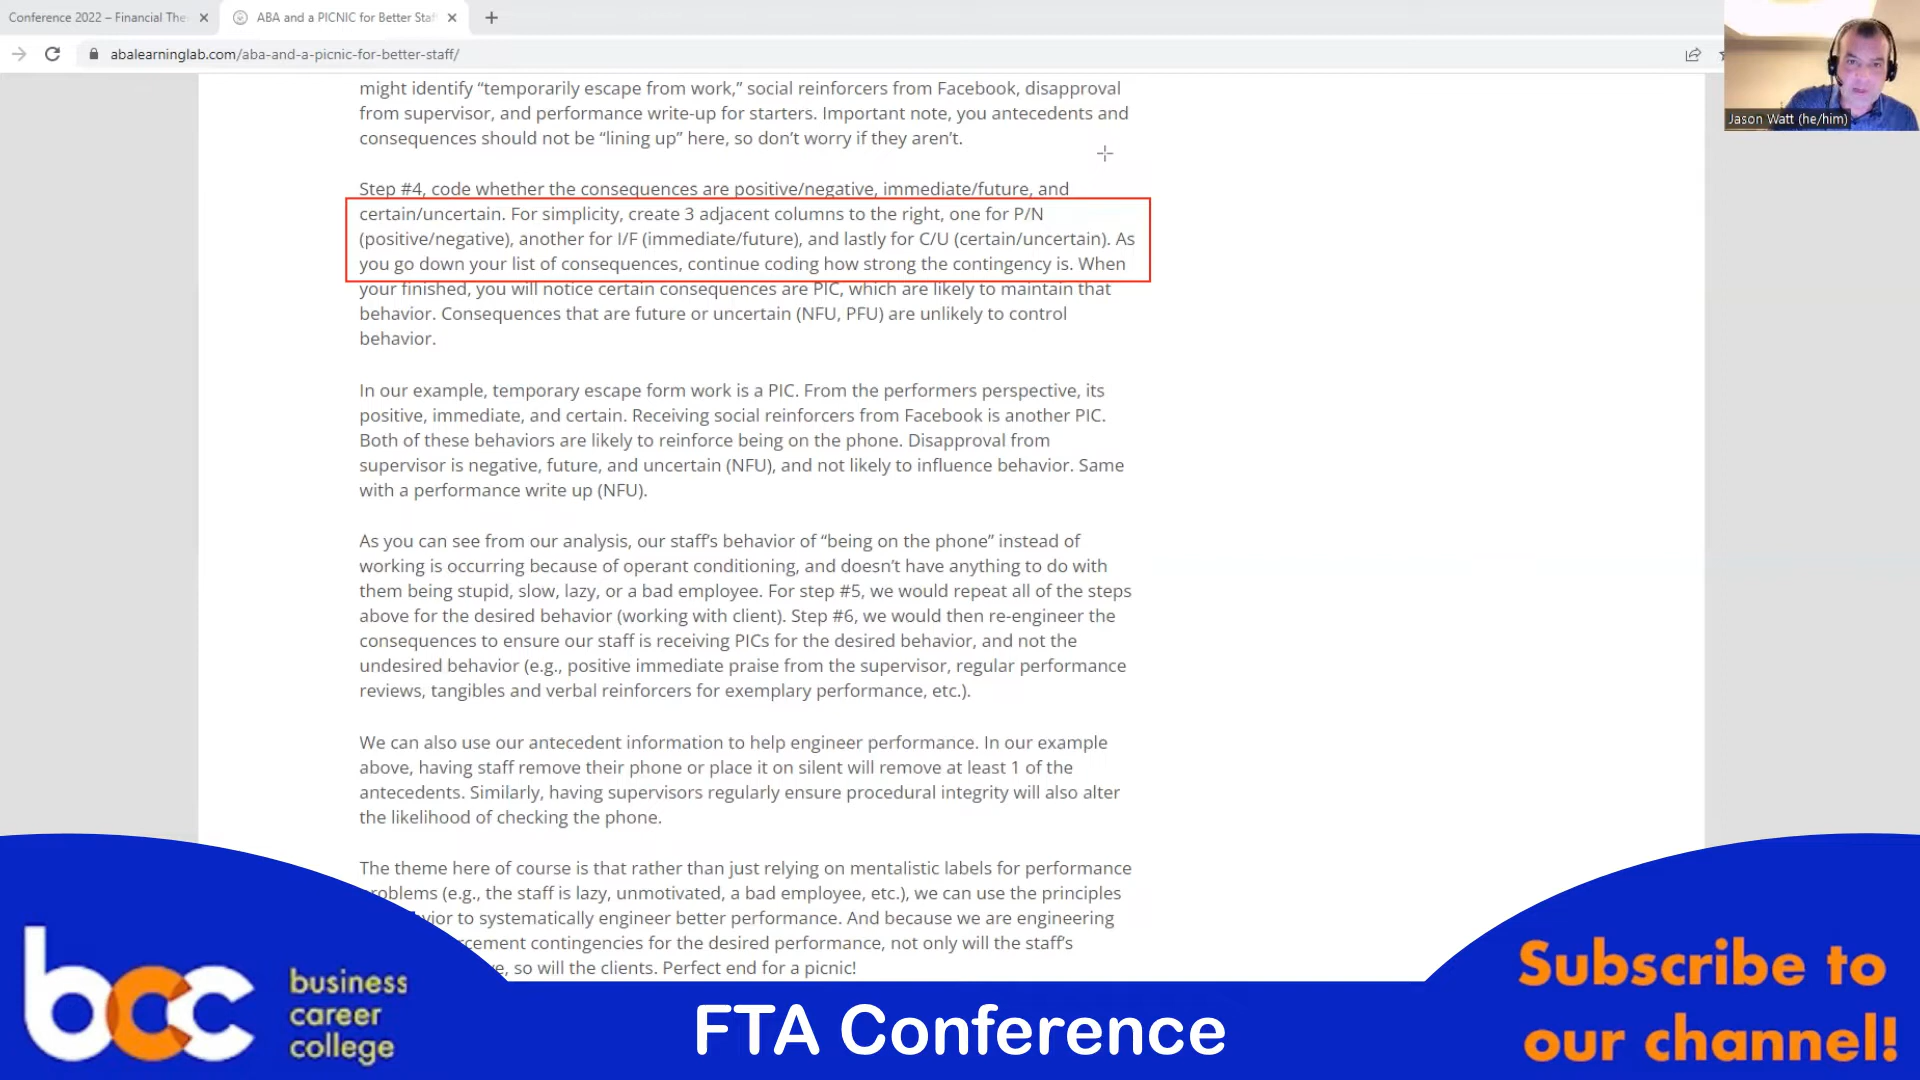 Conference 2022 – Financial The
ABA and a PICNIC for Better Staf
abalearninglab.com/aba-and-a-picnic-for-better-staff/
Jason Watt (he/him)
might identify “temporarily escape from work,” social reinforcers from Facebook, disapproval
from supervisor, and performance write-up for starters. Important note, you antecedents and
consequences should not be “lining up” here, so don’t worry if they aren’t.
Step #4, code whether the consequences are positive/negative, immediate/future, and
certain/uncertain. For simplicity, create 3 adjacent columns to the right, one for P/N
(positive/negative), another for I/F (immediate/future), and lastly for C/U (certain/uncertain). As
you go down your list of consequences, continue coding how strong the contingency is. When
your finished, you will notice certain consequences are PIC, which are likely to maintain that
behavior. Consequences that are future or uncertain (NFU, PFU) are unlikely to control
behavior.
In our example, temporary escape form work is a PIC. From the performers perspective, its
positive, immediate, and certain. Receiving social reinforcers from Facebook is another PIC.
Both of these behaviors are likely to reinforce being on the phone. Disapproval from
supervisor is negative, future, and uncertain (NFU), and not likely to influence behavior. Same
with a performance write up (NFU).
As you can see from our analysis, our staff’s behavior of “being on the phone” instead of
working is occurring because of operant conditioning, and doesn’t have anything to do with
them being stupid, slow, lazy, or a bad employee. For step #5, we would repeat all of the steps
above for the desired behavior (working with client). Step #6, we would then re-engineer the
consequences to ensure our staff is receiving PICs for the desired behavior, and not the
undesired behavior (e.g., positive immediate praise from the supervisor, regular performance
reviews, tangibles and verbal reinforcers for exemplary performance, etc.).
We can also use our antecedent information to help engineer performance. In our example
above, having staff remove their phone or place it on silent will remove at least 1 of the
antecedents. Similarly, having supervisors regularly ensure procedural integrity will also alter
the likelihood of checking the phone.
The theme here of course is that rather than just relying on mentalistic labels for performance
roblems (e.g., the staff is lazy, unmotivated, a bad employee, etc.), we can use the principles
vior to systematically engineer better performance. And because we are engineering
rcement contingencies for the desired performance, not only will the staff’s
e, so will the clients. Perfect end for a picnic!
bcc
business
career
college
FTA Conference
Subscribe to
our channel!